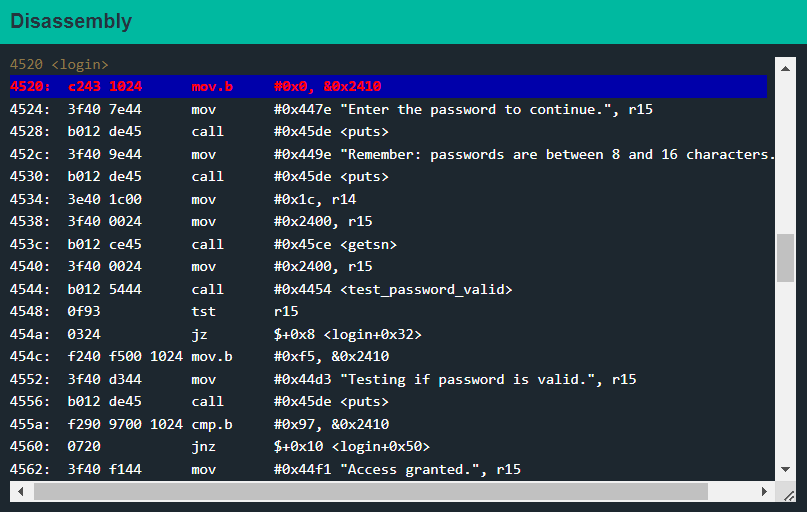 Disassembly
4520 <login>
4520: c243 1024 mov.b #0x0, &0x2410
4524: 3f40 7e44 mov #0x447e "Enter the password to continue.", r15
4528: b012 de45 call #0x45de <puts>
452c: 3f40 9e44 mov #0x449e "Remember: passwords are between 8 and 16 characters.
4530: b012 de45 call #0x45de <puts>
4534: 3e40 1c00 mov #0x1c, r14
4538: 3f40 0024 mov #0x2400, r15
453c: b012 ce45 call #0x45ce <getsn>
4540: 3f40 0024 mov #0x2400, r15
4544: b012 5444 call #0x4454 <test_password_valid>
4548: 0f93 tst r15
454a: 0324 jz $+0x8 <login+0x32>
454c: f240 f500 1024 mov.b #0xf5, &0x2410
4552: 3f40 d344 mov #0x44d3 "Testing if password is valid.", r15
4556: b012 de45 call #0x45de <puts>
455a: f290 9700 1024 cmp.b #0x97, &0x2410
4560: 0720 jnz $+0x10 <login+0x50>
4562: 3f40 f144 mov #0x44f1 "Access granted.", r15